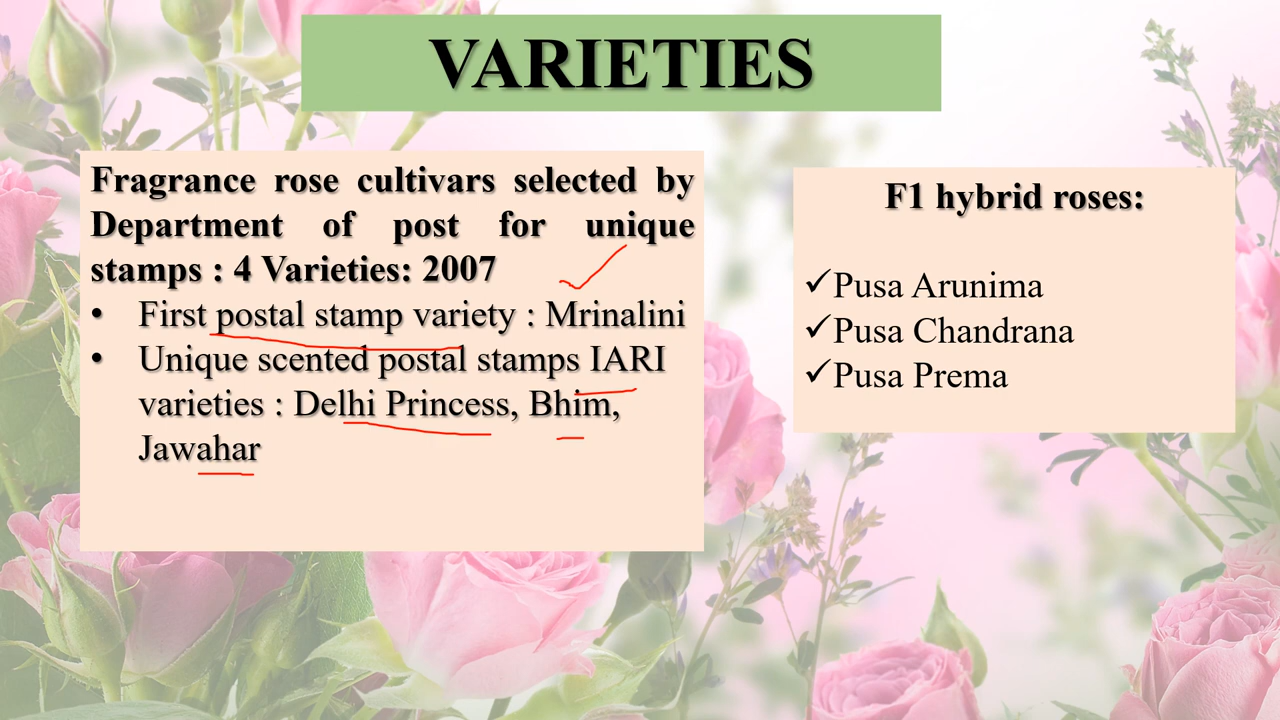 VARIETIES
Fragrance rose cultivars selected by
Department of post for unique
stamps : 4 Varieties: 2007
• First postal stamp variety : Mrinalini
• Unique scented postal stamps IARI
varieties : Delhi Princess, Bhim,
Jawahar
F1 hybrid roses:
✓Pusa Arunima
✓Pusa Chandrana
✓Pusa Prema